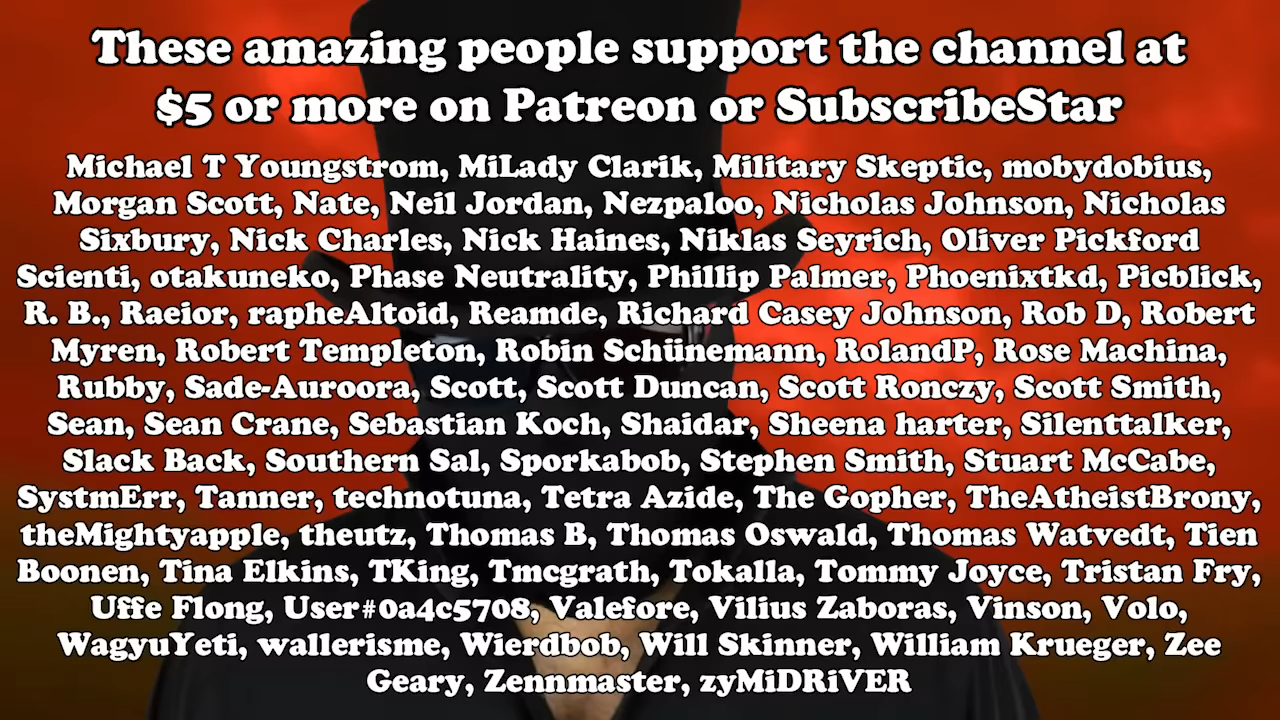 These amazing people support the channel at
$5 or more on Patreon or SubscribeStar
Michael T Youngstrom, MiLady Clarik, Military Skeptic, mobydobius,
Morgan Scott, Nate, Neil Jordan, Nezpaloo, Nicholas Johnson, Nicholas
Sixbury, Nick Charles, Nick Haines, Niklas Seyrich, Oliver Pickford
Scienti, otakuneko, Phase Neutrality, Phillip Palmer, Phoenixtkd, Picblick,
R. B., Raeior, rapheAltoid, Reamde, Richard Casey Johnson, Rob D, Robert
Myren, Robert Templeton, Robin Schünemann, RolandP, Rose Machina,
Rubby, Sade-Auroora, Scott, Scott Duncan, Scott Ronczy, Scott Smith,
Sean, Sean Crane, Sebastian Koch, Shaidar, Sheena harter, Silenttalker,
Slack Back, Southern Sal, Sporkabob, Stephen Smith, Stuart McCabe,
SystmErr, Tanner, technotuna, Tetra Azide, The Gopher, TheAtheistBrony,
theMightyapple, theutz, Thomas B, Thomas Oswald, Thomas Watvedt, Tien
Boonen, Tina Elkins, TKing, Tmcgrath, Tokalla, Tommy Joyce, Tristan Fry,
Uffe Flong, User#0a4c5708, Valefore, Vilius Zaboras, Vinson, Volo,
WagyuYeti, wallerisme, Wierdbob, Will Skinner, William Krueger, Zee
Geary, Zennmaster, zyMiDRiVER